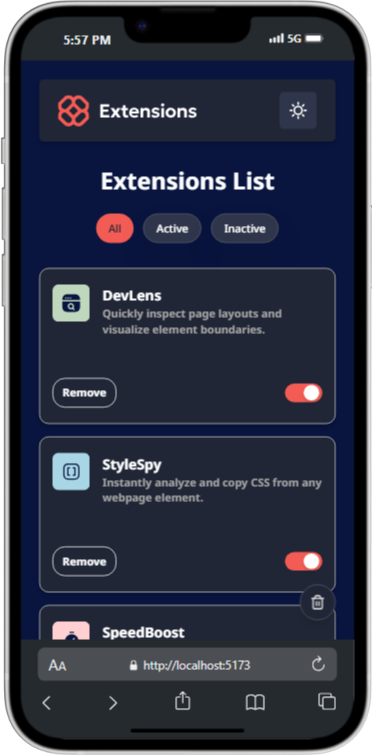 5:57 PM
5G
Extensions
Extensions List
All
Active
Inactive
DevLens
Quickly inspect page layouts and
visualize element boundaries.
Remove
StyleSpy
Instantly analyze and copy CSS from any
webpage element.
Remove
SpeedBoost
AA
http://localhost:5173